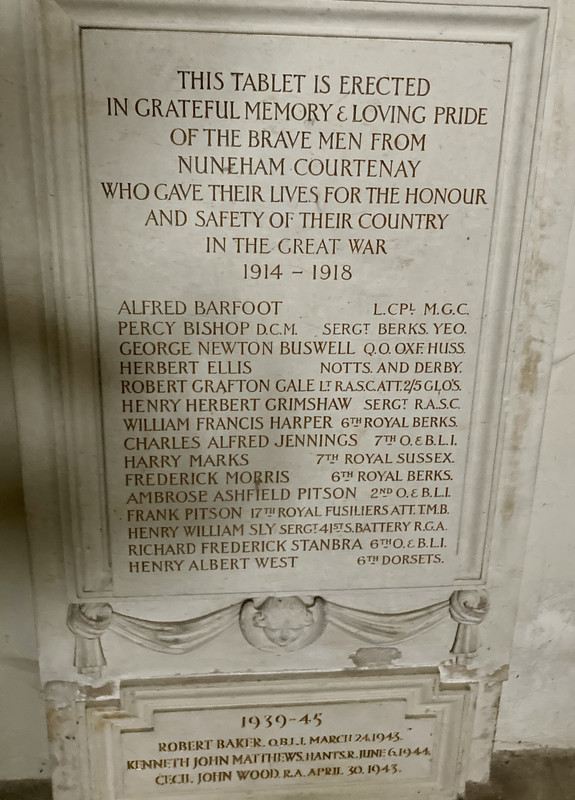 THIS TABLET IS ERECTED
IN GRATEFUL MEMORY & LOVING PRIDE
OF THE BRAVE MEN FROM
NUNEHAM COURTENAY
WHO GAVE THEIR LIVES FOR THE HONOUR
AND SAFETY OF THEIR COUNTRY
IN THE GREAT WAR
1914 – 1918
ALFRED BARFOOT L.CPL. M.G.C.
PERCY BISHOP D.C.M. SERGT BERKS. YEO.
GEORGE NEWTON BUSWELL Q.O. OXF. HUSS.
HERBERT ELLIS NOTTS. AND DERBY.
ROBERT GRAFTON GALE LT R.A.S.C. ATT. 2/5 GLO'S.
HENRY HERBERT GRIMSHAW SERGT R.A.S.C.
WILLIAM FRANCIS HARPER 6TH ROYAL BERKS.
CHARLES ALFRED JENNINGS 7TH O. & B.L.I.
HARRY MARKS 7TH ROYAL SUSSEX.
FREDERICK MORRIS 6TH ROYAL BERKS.
AMBROSE ASHFIELD PITSON 2ND O. & B.L.I.
FRANK PITSON 17TH ROYAL FUSILIERS ATT. T.M.B.
HENRY WILLIAM SLY SERGT 41ST S. BATTERY R.G.A.
RICHARD FREDERICK STANBRA 6TH O. & B.L.I.
HENRY ALBERT WEST 6TH DORSETS.
1939-45
ROBERT BAKER. O.B.L.I. MARCH 24. 1943.
KENNETH JOHN MATTHEWS. HANTS. R. JUNE 6. 1944.
CECIL JOHN WOOD. R.A. APRIL 30. 1943.